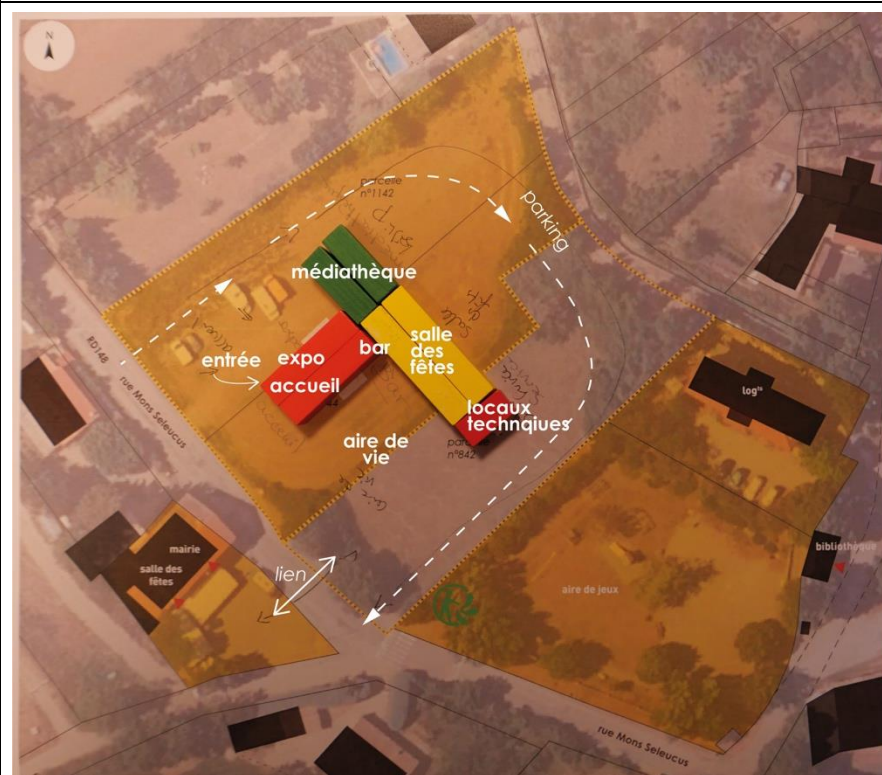 N
parcelle
n°1142
parking
médiathèque
RD148
rue Mons Seleucus
entrée
expo
accueil
bar
salle
des
fêtes
locaux
technqiues
aire de
vie
n°842
log
mairie
salle des
fêtes
lien
aire de jeux
bibliothèque
rue Mons Seleucus